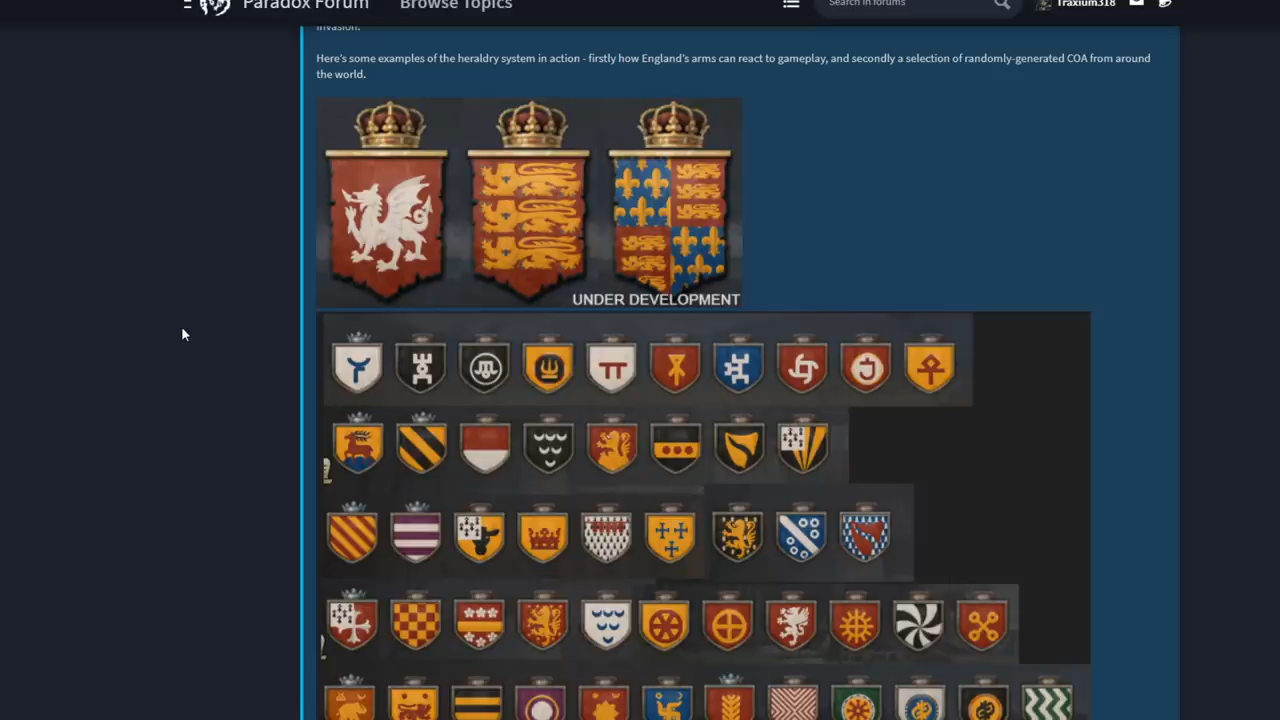 Paradox Forum
Browse Topics
Search in forums
Traxium318
invasion.
Here's some examples of the heraldry system in action - firstly how England's arms can react to gameplay, and secondly a selection of randomly-generated COA from around
the world.
UNDER DEVELOPMENT